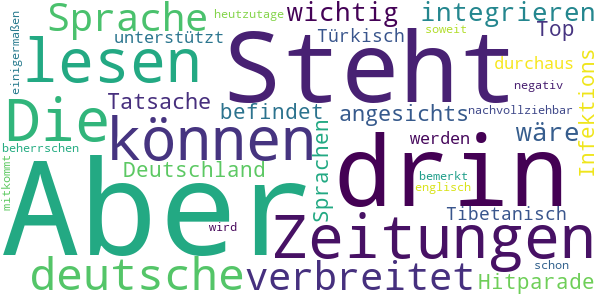 einigermaßen
Sprache
heutzutage
wichtig
soweit
integrieren
unterstützt
Türkisch
Top
lesen
Steht
durchaus
negativ
Infektions
Tatsache
befindet
angesichts
nachvollziehbar
Die
können
wäre
beherrschen
Deutschland
Sprachen
werden
drin
mitkommt
Aber
bemerkt
englisch
Tibetanisch
wird
Zeitungen
schon
deutsche
verbreitet
Hitparade